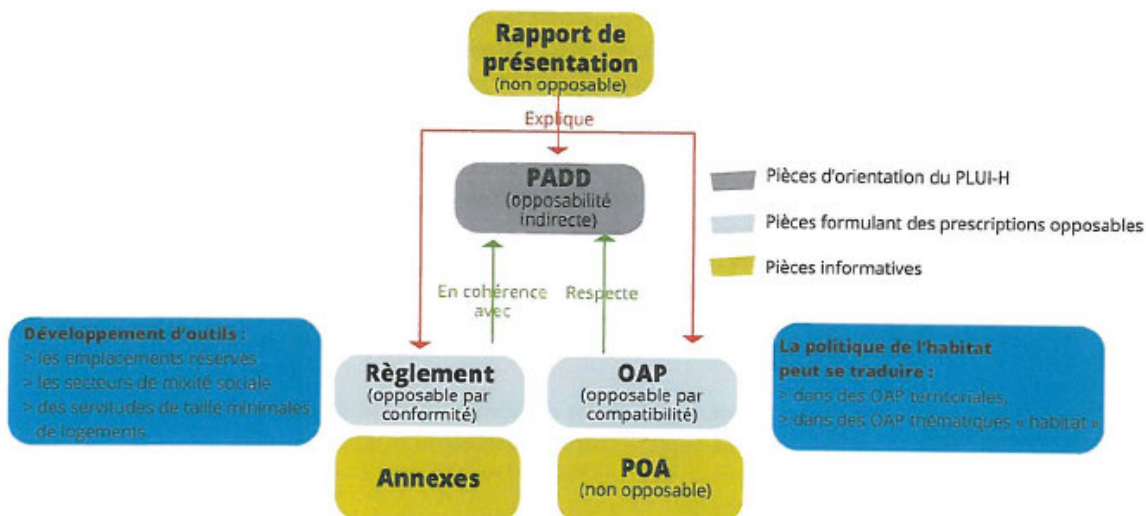 Rapport de
présentation
(non opposable)
Explique
PADD
(opposabilité
indirecte)
Pièces d'orientation du PLUI-H
Pièces formulant des prescriptions opposables
Pièces informatives
En cohérence
avec
Respecte
Développement d'outils :
> les emplacements réservés
> les secteurs de mixité sociale
> des servitudes de taille minimales
de logements
Règlement
(opposable par
conformité)
OAP
(opposable par
compatibilité)
La politique de l'habitat
peut se traduire :
> dans des OAP territoriales,
> dans des OAP thématiques « habitat »
Annexes
POA
(non opposable)